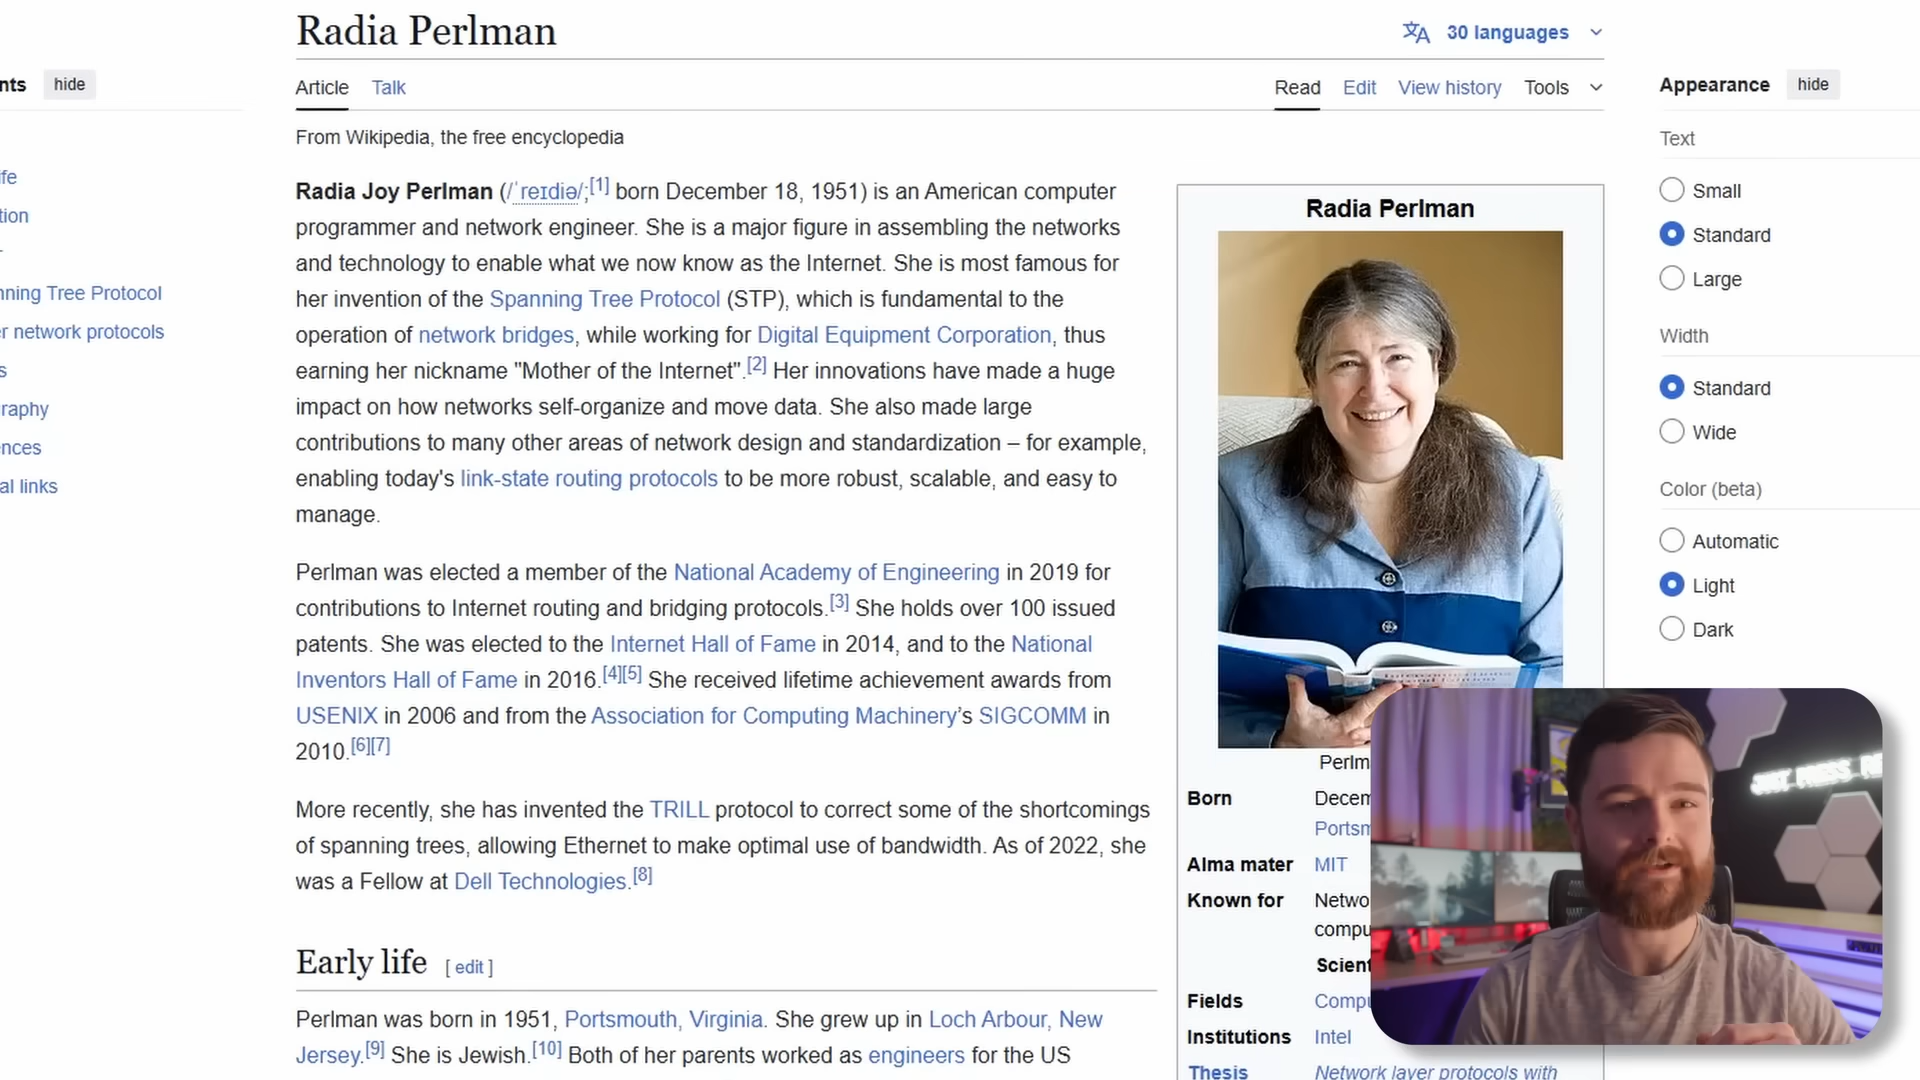 Radia Perlman
30 languages
nts hide
Article Talk
Read Edit View history Tools
Appearance hide
From Wikipedia, the free encyclopedia
Text
ife
Radia Joy Perlman (/ˈreɪdiə/;[1] born December 18, 1951) is an American computer
programmer and network engineer. She is a major figure in assembling the networks
and technology to enable what we now know as the Internet. She is most famous for
her invention of the Spanning Tree Protocol (STP), which is fundamental to the
operation of network bridges, while working for Digital Equipment Corporation, thus
earning her nickname "Mother of the Internet".[2] Her innovations have made a huge
impact on how networks self-organize and move data. She also made large
contributions to many other areas of network design and standardization – for example,
enabling today's link-state routing protocols to be more robust, scalable, and easy to
manage.
Perlman was elected a member of the National Academy of Engineering in 2019 for
contributions to Internet routing and bridging protocols.[3] She holds over 100 issued
patents. She was elected to the Internet Hall of Fame in 2014, and to the National
Inventors Hall of Fame in 2016.[4][5] She received lifetime achievement awards from
USENIX in 2006 and from the Association for Computing Machinery’s SIGCOMM in
2010.[6][7]
More recently, she has invented the TRILL protocol to correct some of the shortcomings
of spanning trees, allowing Ethernet to make optimal use of bandwidth. As of 2022, she
was a Fellow at Dell Technologies.[8]
Early life [ edit ]
Perlman was born in 1951, Portsmouth, Virginia. She grew up in Loch Arbour, New
Jersey.[9] She is Jewish.[10] Both of her parents worked as engineers for the US
tion
nning Tree Protocol
er network protocols
s
raphy
ences
al links
Radia Perlman
Perlm
Born Decem
Portsm
Alma mater MIT
Known for Netwo
compu
Scient
Fields Compu
Institutions Intel
Thesis Network layer protocols with
Small
Standard
Large
Width
Standard
Wide
Color (beta)
Automatic
Light
Dark
JUST PRESS